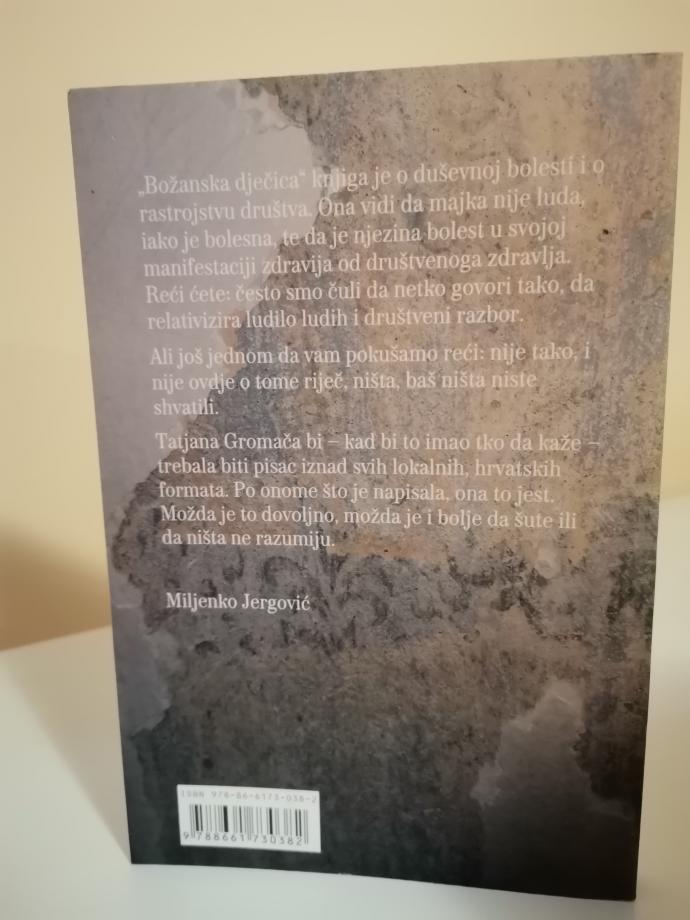 „Božanska dječica“ knjiga je o duševnoj bolesti i o
rastrojstvu društva. Ona vidi da majka nije luda,
iako je bolesna, te da je njezina bolest u svojoj
manifestaciji zdravija od društvenoga zdravlja.
Reći ćete: često smo čuli da netko govori tako, da
relativizira ludilo ludih i društveni razbor.
Ali još jednom da vam pokušamo reći: nije tako, i
nije ovdje o tome riječ, ništa, baš ništa niste
shvatili.
Tatjana Gromača bi – kad bi to imao tko da kaže –
trebala biti pisac iznad svih lokalnih, hrvatskih
formata. Po onome što je napisala, ona to jest.
Možda je to dovoljno, možda je i bolje da šute ili
da ništa ne razumiju.
Miljenko Jergović
ISBN 978-86-6173-038-2
9788661730382